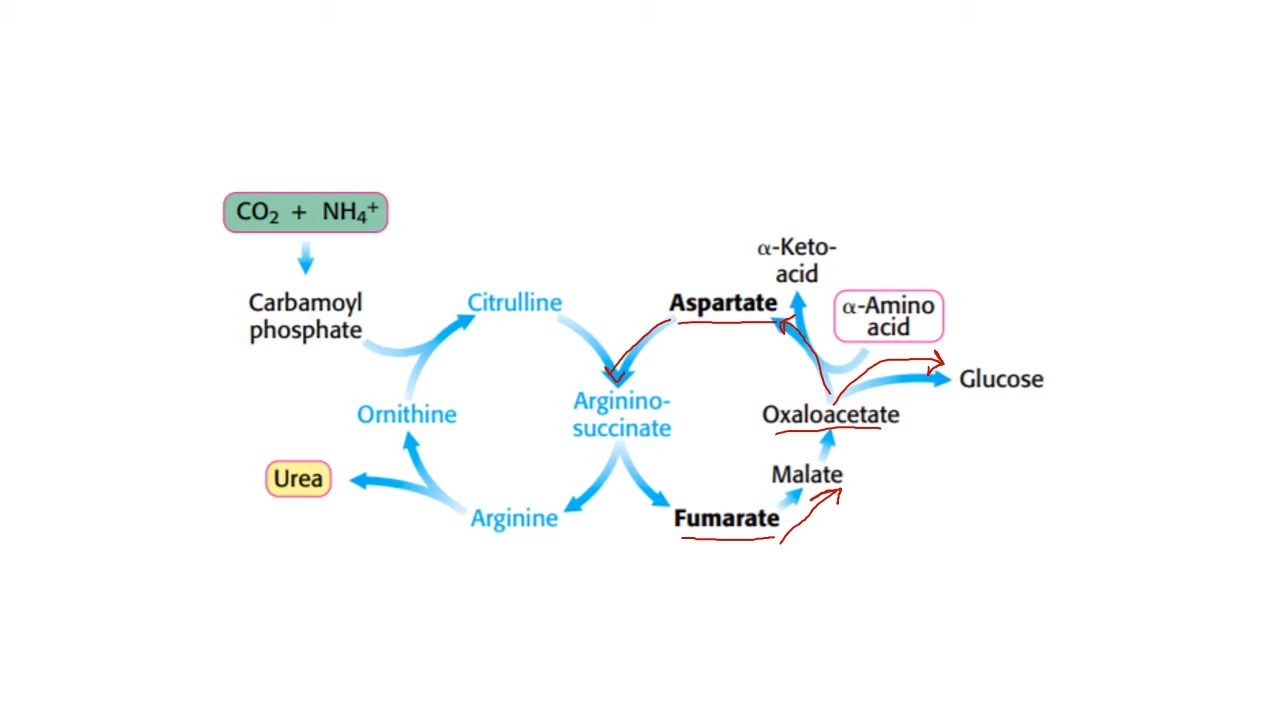 CO₂ + NH₄⁺
α-Keto-
acid
Carbamoyl
phosphate
Citrulline
Aspartate
α-Amino
acid
Glucose
Ornithine
Arginino-
succinate
Oxaloacetate
Malate
Urea
Arginine
Fumarate